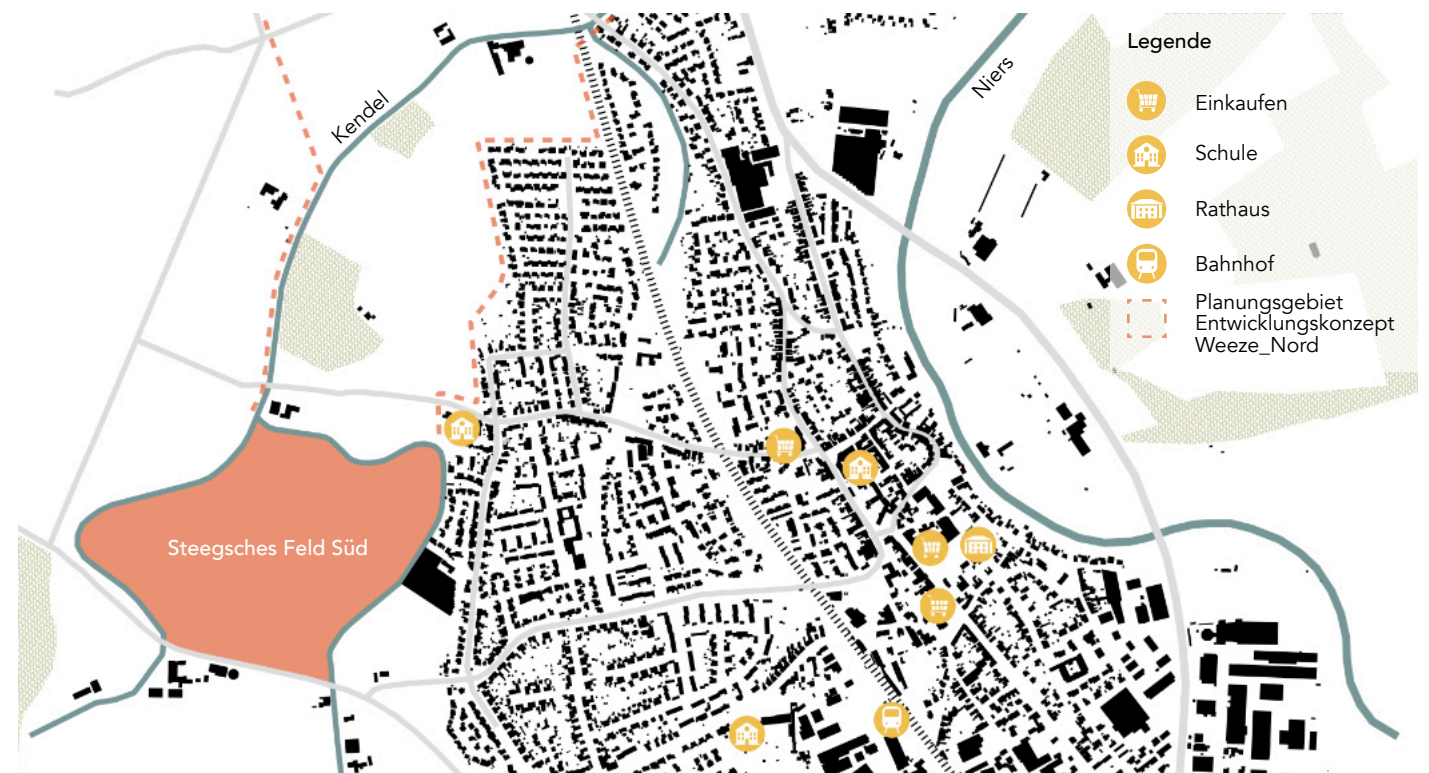 Legende
Einkaufen
Schule
Rathaus
Bahnhof
Planungsgebiet
Entwicklungskonzept
Weeze_Nord
Kendel
Niers
Steegsches Feld Süd